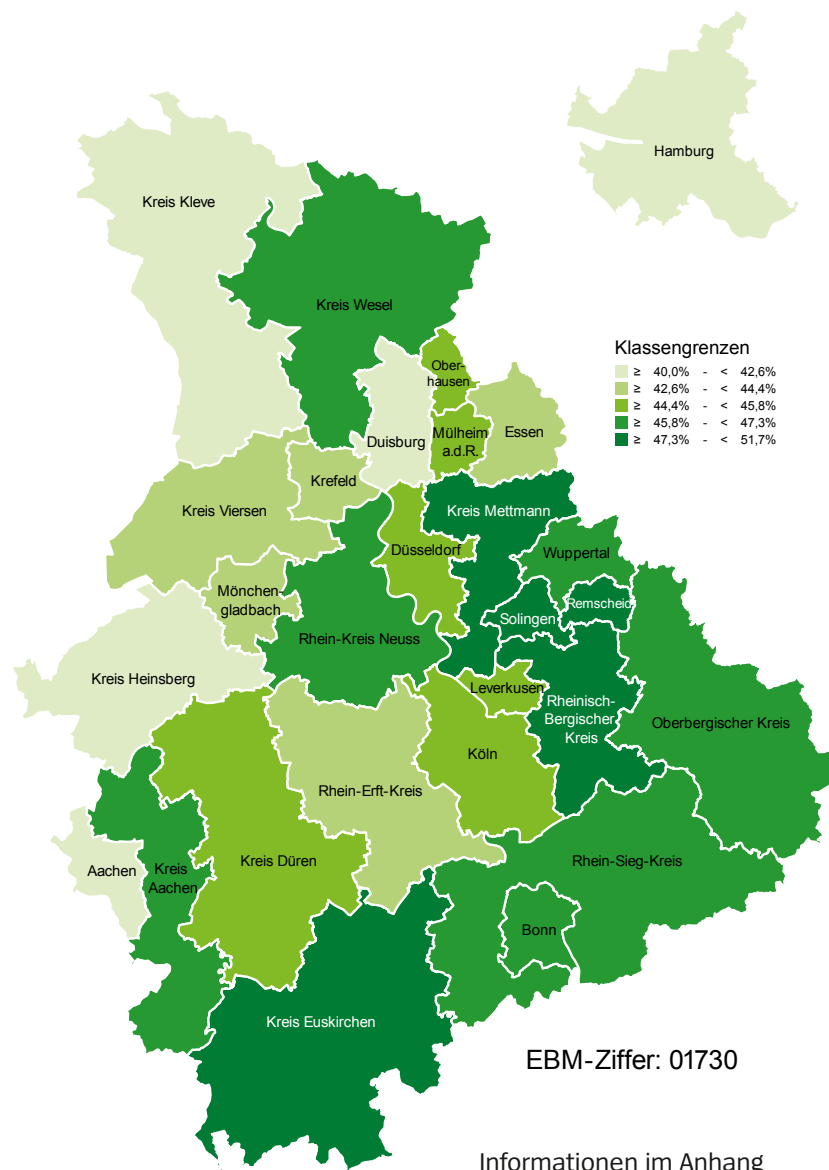 Hamburg
Kreis Kleve
Kreis Wesel
Klassengrenzen
≥ 40,0% - < 42,6%
≥ 42,6% - < 44,4%
≥ 44,4% - < 45,8%
≥ 45,8% - < 47,3%
≥ 47,3% - < 51,7%
Ober-
hausen
Duisburg
Mülheim
a.d.R.
Essen
Krefeld
Kreis Viersen
Kreis Mettmann
Düsseldorf
Wuppertal
Mönchen-
gladbach
Remscheid
Solingen
Rhein-Kreis Neuss
Kreis Heinsberg
Leverkusen
Rheinisch-
Bergischer
Kreis
Oberbergischer Kreis
Köln
Rhein-Erft-Kreis
Aachen
Kreis
Aachen
Kreis Düren
Rhein-Sieg-Kreis
Bonn
Kreis Euskirchen
EBM-Ziffer: 01730
Informationen im Anhang